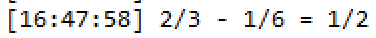 [16:47:58] 2/3 - 1/6 = 1/2